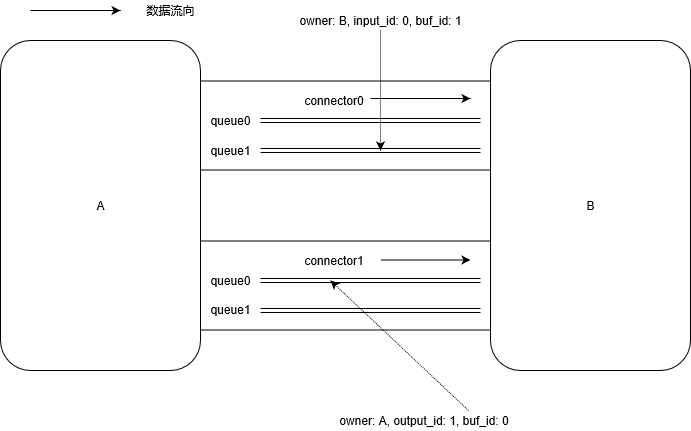 数据流向
owner: B, input_id: 0, buf_id: 1
connector0
queue0
queue1
A
B
connector1
queue0
queue1
owner: A, output_id: 1, buf_id: 0